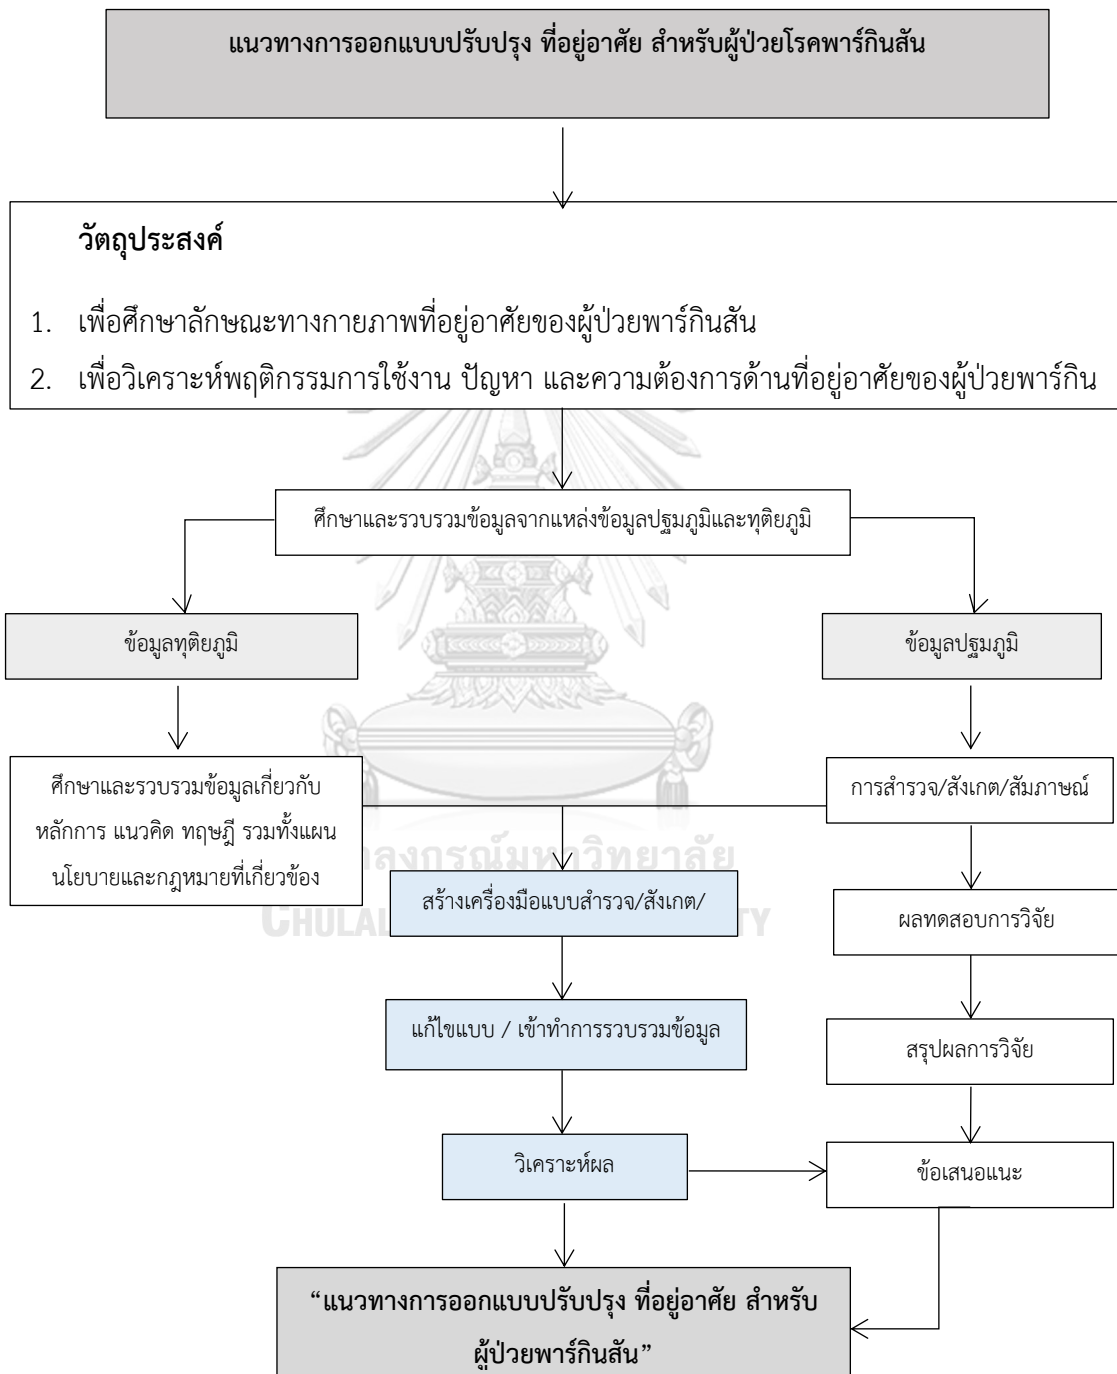 แนวทางการออกแบบปรับปรุง ที่อยู่อาศัย สำหรับผู้ป่วยโรคพาร์กินสัน
วัตถุประสงค์
1. เพื่อศึกษาลักษณะทางกายภาพที่อยู่อาศัยของผู้ป่วยพาร์กินสัน
2. เพื่อวิเคราะห์พฤติกรรมการใช้งาน ปัญหา และความต้องการด้านที่อยู่อาศัยของผู้ป่วยพาร์กิน
ศึกษาและรวบรวมข้อมูลจากแหล่งข้อมูลปฐมภูมิและทุติยภูมิ
ข้อมูลทุติยภูมิ
ข้อมูลปฐมภูมิ
ศึกษาและรวบรวมข้อมูลเกี่ยวกับ
หลักการ แนวคิด ทฤษฎี รวมทั้งแผน
นโยบายและกฎหมายที่เกี่ยวข้อง
การสำรวจ/สังเกต/สัมภาษณ์
ลงกรณ์มหาวิทยาลัย
CHULAL TY
สร้างเครื่องมือแบบสำรวจ/สังเกต/
ผลทดสอบการวิจัย
แก้ไขแบบ / เข้าทำการรวบรวมข้อมูล
สรุปผลการวิจัย
วิเคราะห์ผล
ข้อเสนอแนะ
“แนวทางการออกแบบปรับปรุง ที่อยู่อาศัย สำหรับ
ผู้ป่วยพาร์กินสัน”